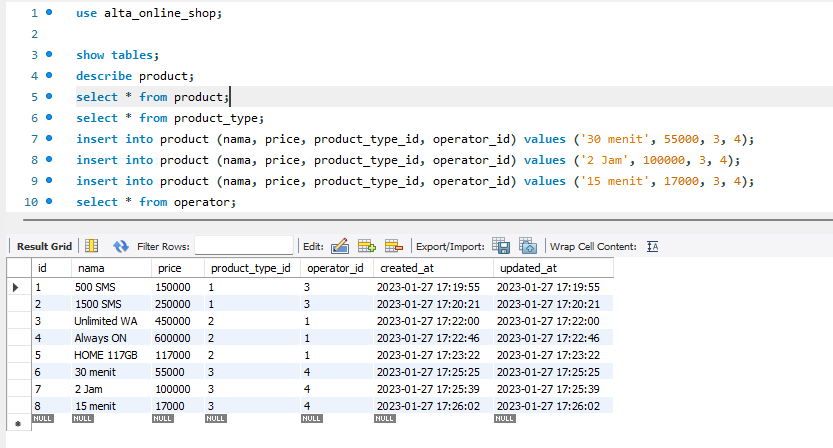 1 use alta_online_shop;
2
3 show tables;
4 describe product;
5 select * from product;
6 select * from product_type;
7 insert into product (nama, price, product_type_id, operator_id) values ('30 menit', 55000, 3, 4);
8 insert into product (nama, price, product_type_id, operator_id) values ('2 Jam', 100000, 3, 4);
9 insert into product (nama, price, product_type_id, operator_id) values ('15 menit', 17000, 3, 4);
10 select * from operator;
Result Grid Filter Rows: Edit: Export/Import: Wrap Cell Content: IA
id nama price product_type_id operator_id created_at updated_at
1 500 SMS 150000 1 3 2023-01-27 17:19:55 2023-01-27 17:19:55
2 1500 SMS 250000 1 3 2023-01-27 17:20:21 2023-01-27 17:20:21
3 Unlimited WA 450000 2 1 2023-01-27 17:22:00 2023-01-27 17:22:00
4 Always ON 600000 2 1 2023-01-27 17:22:46 2023-01-27 17:22:46
5 HOME 117GB 117000 2 1 2023-01-27 17:23:22 2023-01-27 17:23:22
6 30 menit 55000 3 4 2023-01-27 17:25:25 2023-01-27 17:25:25
7 2 Jam 100000 3 4 2023-01-27 17:25:39 2023-01-27 17:25:39
8 15 menit 17000 3 4 2023-01-27 17:26:02 2023-01-27 17:26:02
NULL NULL NULL NULL NULL NULL NULL